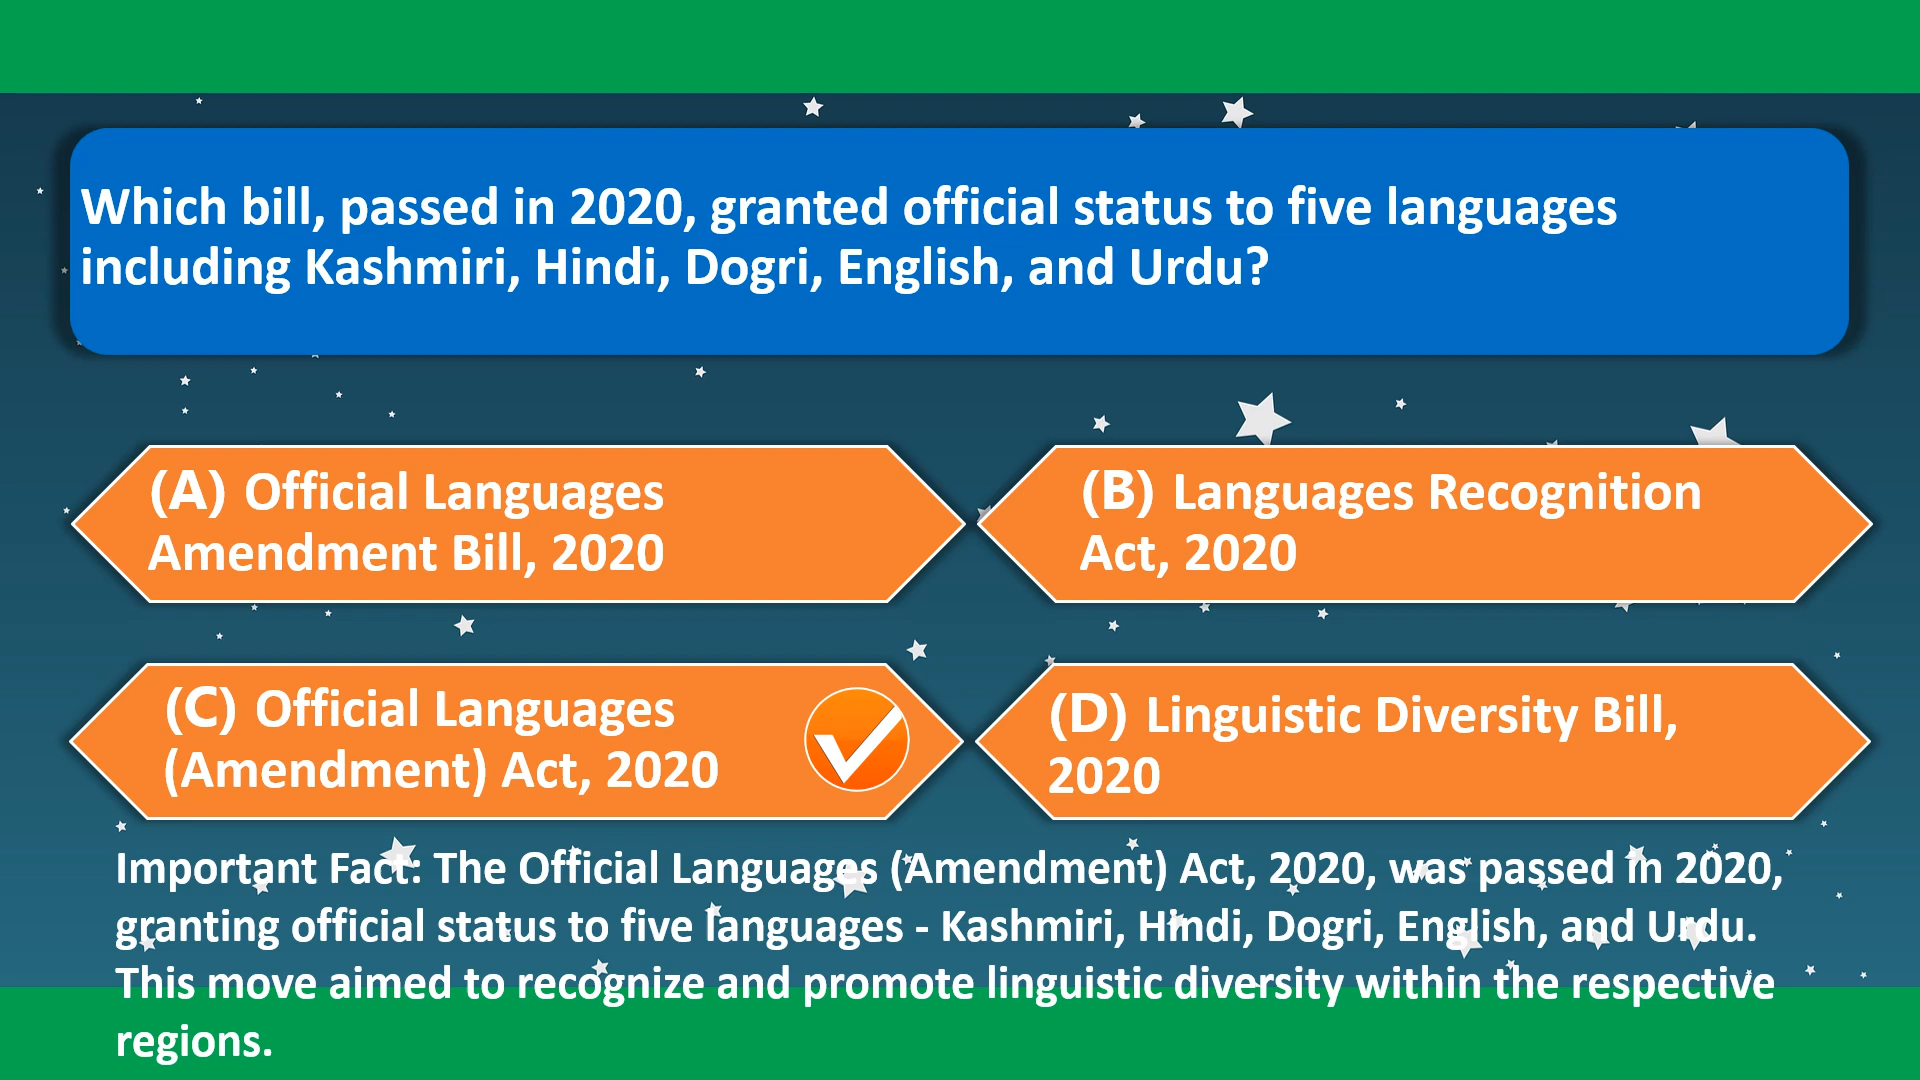 Which bill, passed in 2020, granted official status to five languages
including Kashmiri, Hindi, Dogri, English, and Urdu?
(A) Official Languages
Amendment Bill, 2020
(B) Languages Recognition
Act, 2020
(C) Official Languages
(Amendment) Act, 2020
(D) Linguistic Diversity Bill,
2020
Important Fact: The Official Languages (Amendment) Act, 2020, was passed in 2020,
granting official status to five languages - Kashmiri, Hindi, Dogri, English, and Urdu.
This move aimed to recognize and promote linguistic diversity within the respective
regions.